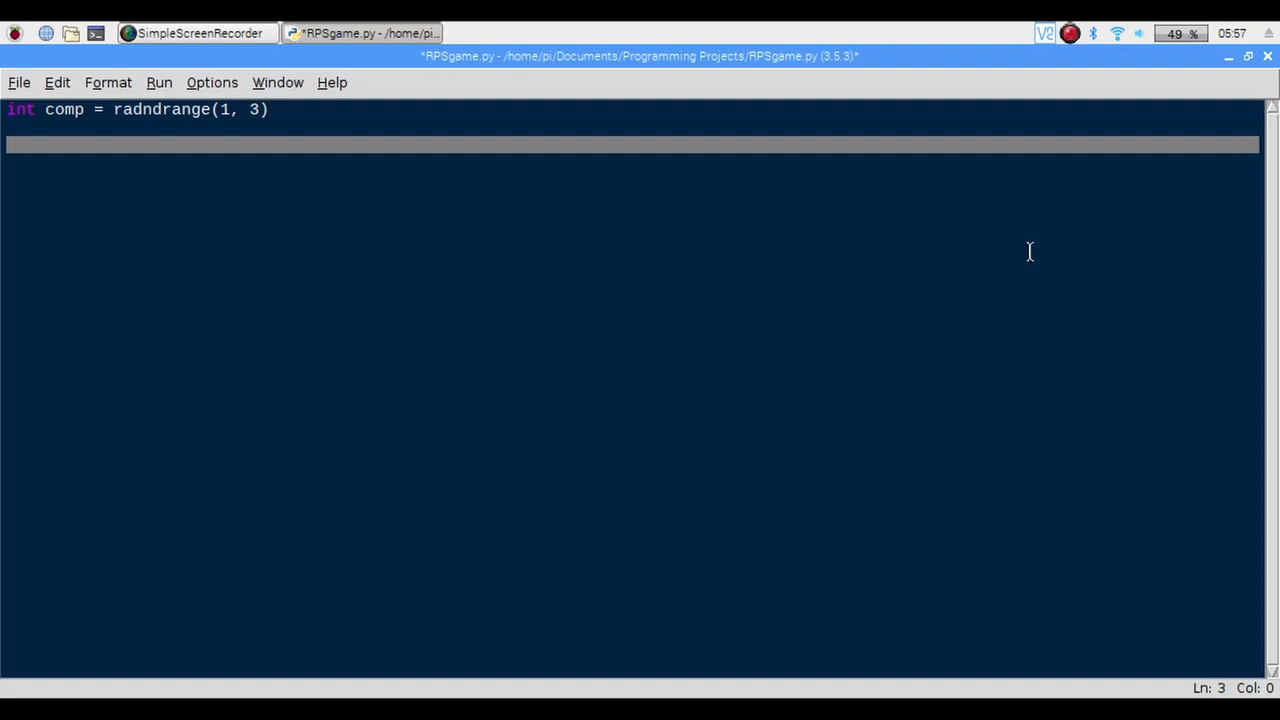 SimpleScreenRecorder
*RPSgame.py - /home/pi...
V2
49 %
05:57
*RPSgame.py - /home/pi/Documents/Programming Projects/RPSgame.py (3.5.3)*
File Edit Format Run Options Window Help
int comp = radndrange(1, 3)
Ln: 3 Col: 0